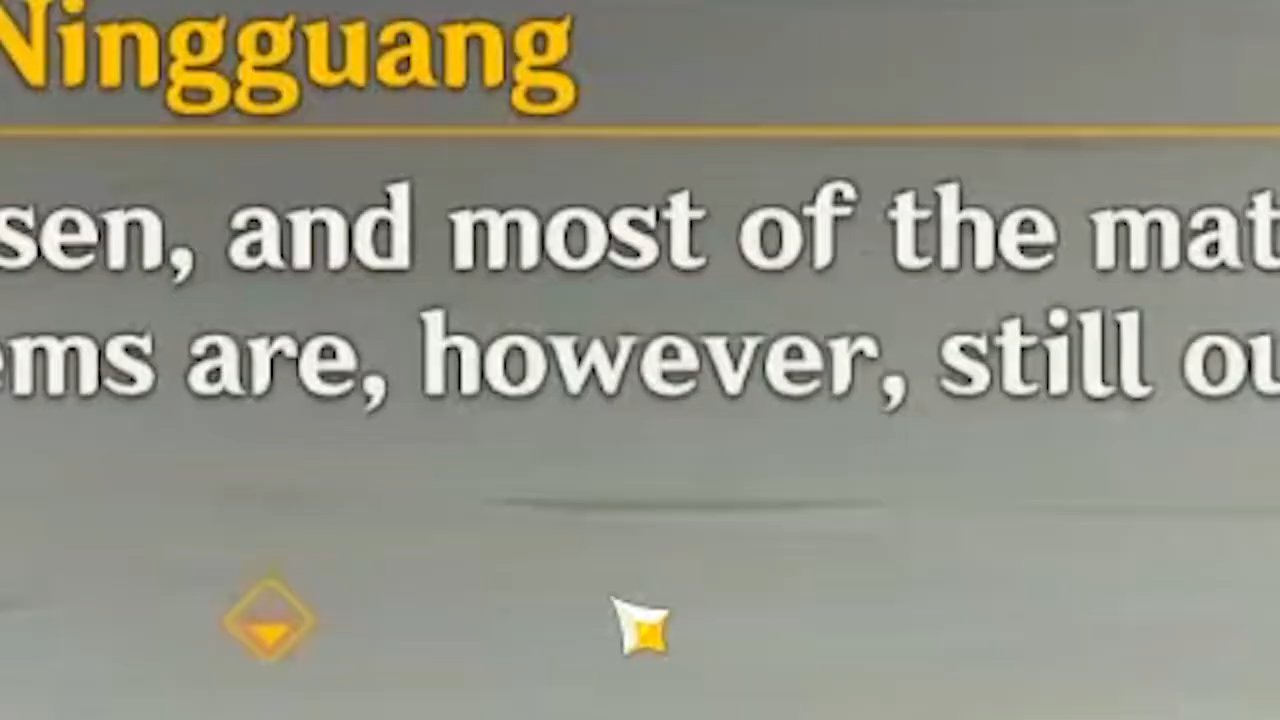 Ningguang
sen, and most of the mat
ems are, however, still ou